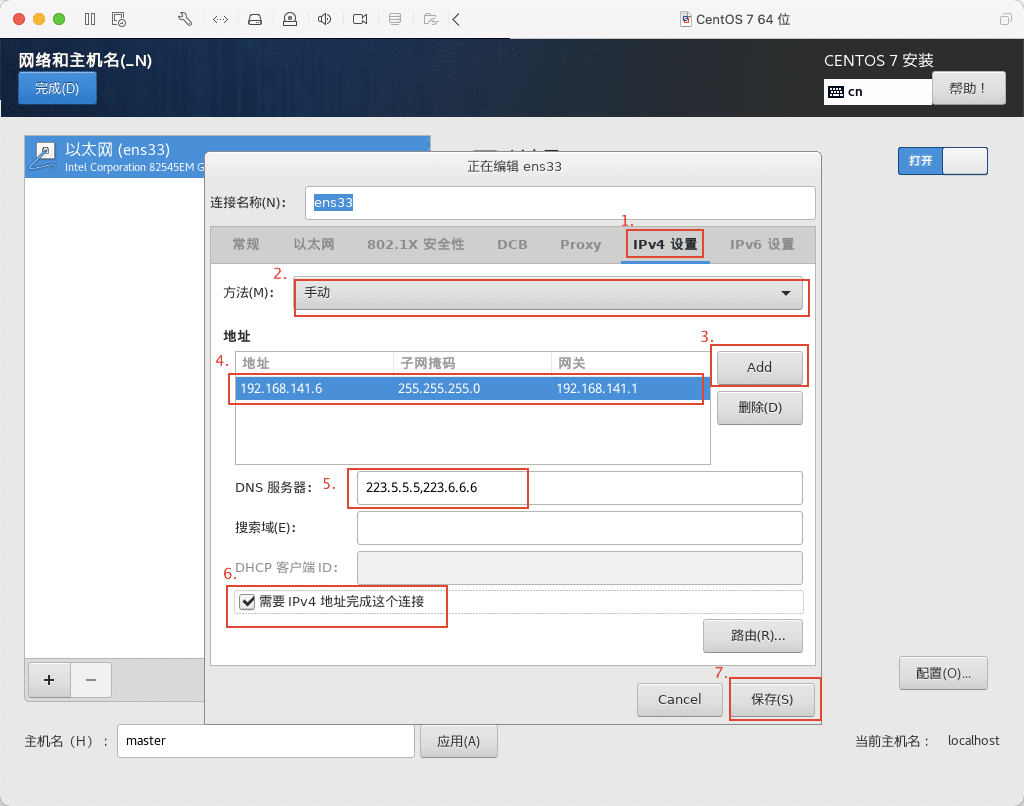 CentOS 7 64 位
网络和主机名(_N)
CENTOS 7 安装
完成(D)
cn
帮助！
以太网 (ens33)
Intel Corporation 82545EM G
打开
正在编辑 ens33
连接名称(N)：
ens33
1.
常规
以太网
802.1X 安全性
DCB
Proxy
IPv4 设置
IPv6 设置
2.
方法(M)：
手动
地址
3.
4.
地址
子网掩码
网关
Add
192.168.141.6
255.255.255.0
192.168.141.1
删除(D)
DNS 服务器：
5.
223.5.5.5,223.6.6.6
搜索域(E)：
DHCP 客户端 ID：
6.
需要 IPv4 地址完成这个连接
路由(R)...
7.
配置(O)...
Cancel
保存(S)
主机名（H）：
master
应用(A)
当前主机名：
localhost